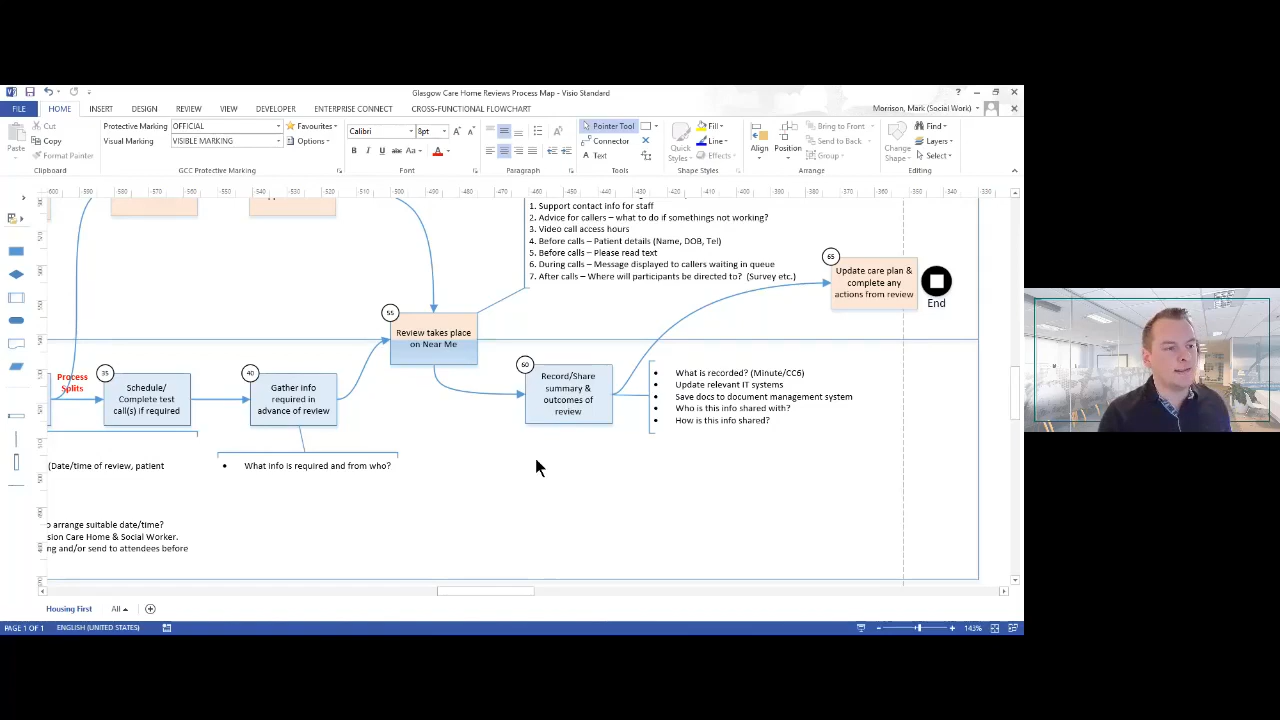 Glasgow Care Home Reviews Process Map - Visio Standard
FILE HOME INSERT DESIGN REVIEW VIEW DEVELOPER ENTERPRISE CONNECT CROSS-FUNCTIONAL FLOWCHART
Morrison, Mark (Social Work)
Paste
Cut
Copy
Format Painter
Clipboard
Protective Marking OFFICIAL
Visual Marking VISIBLE MARKING
Favourites
Options
GCC Protective Marking
Calibri 8pt
B I U abc Aa A
Font
Paragraph
Pointer Tool
Connector
A Text
Tools
Quick Styles
Fill
Line
Effects
Shape Styles
Align
Position
Bring to Front
Send to Back
Group
Arrange
Change Shape
Find
Layers
Select
Editing
1. Support contact info for staff
2. Advice for callers – what to do if somethings not working?
3. Video call access hours
4. Before calls – Patient details (Name, DOB, Tel)
5. Before calls – Please read text
6. During calls – Message displayed to callers waiting in queue
7. After calls – Where will participants be directed to? (Survey etc.)
65
Update care plan &
complete any
actions from review
End
55
Review takes place
on Near Me
Process
Splits
35
Schedule/
Complete test
call(s) if required
40
Gather info
required in
advance of review
60
Record/Share
summary &
outcomes of
review
• What is recorded? (Minute/CC6)
• Update relevant IT systems
• Save docs to document management system
• Who is this info shared with?
• How is this info shared?
(Date/time of review, patient
• What info is required and from who?
o arrange suitable date/time?
sion Care Home & Social Worker.
ng and/or send to attendees before
Housing First All
PAGE 1 OF 1 ENGLISH (UNITED STATES)
143%